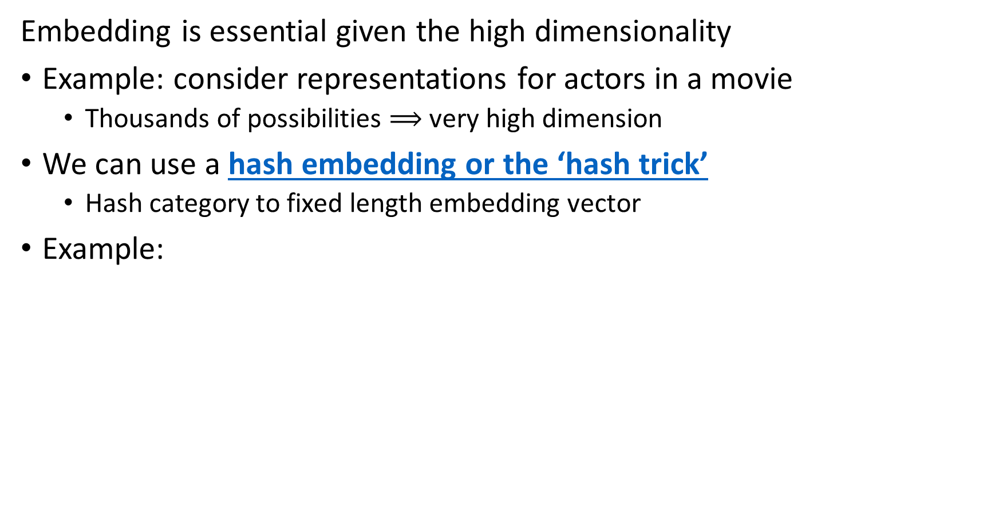 Embedding is essential given the high dimensionality
• Example: consider representations for actors in a movie
• Thousands of possibilities ⟹ very high dimension
• We can use a hash embedding or the ‘hash trick’
• Hash category to fixed length embedding vector
• Example: